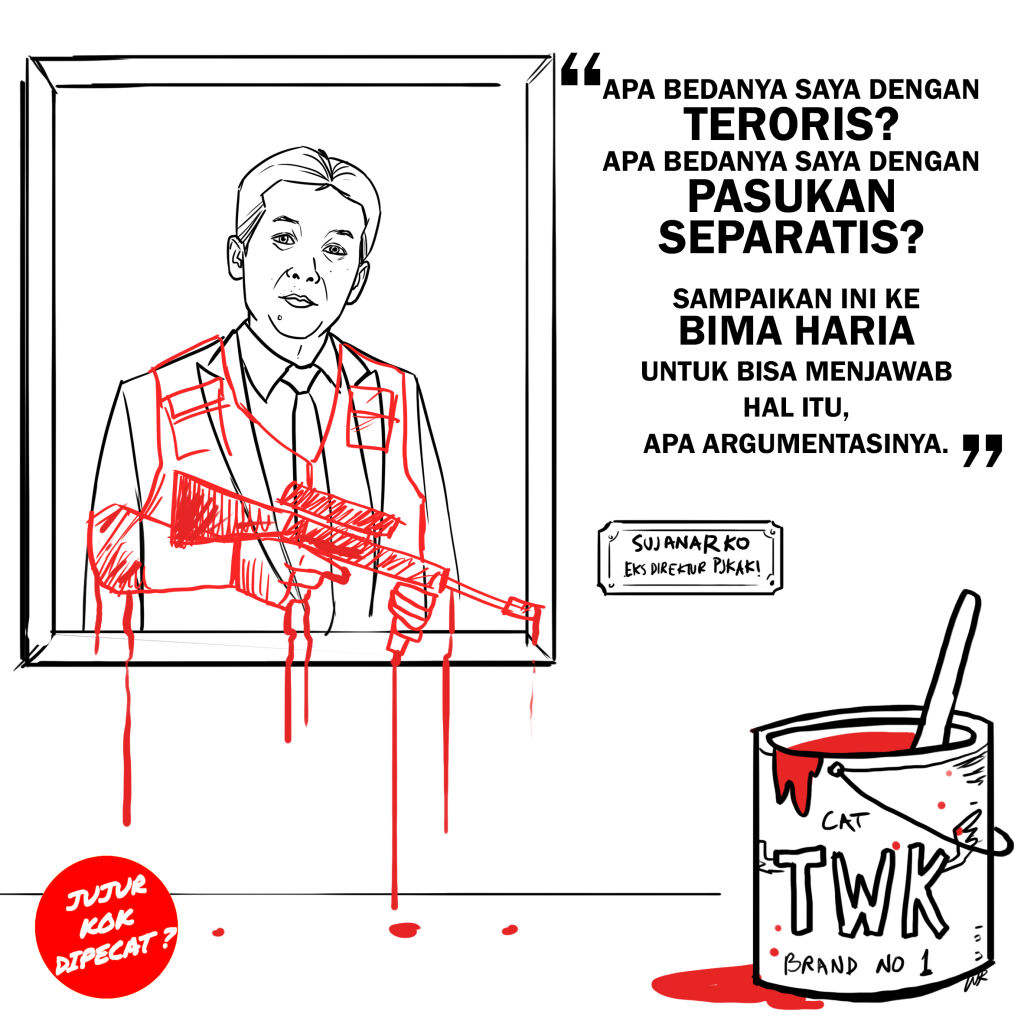 “APA BEDANYA SAYA DENGAN
TERORIS?
APA BEDANYA SAYA DENGAN
PASUKAN
SEPARATIS?
SAMPAIKAN INI KE
BIMA HARIA
UNTUK BISA MENJAWAB
HAL ITU,
APA ARGUMENTASINYA.”
SUJANARKO
EKS DIREKTUR PJKAKI
CAT
TWK
BRAND NO 1
JUJUR
KOK
DIPECAT?